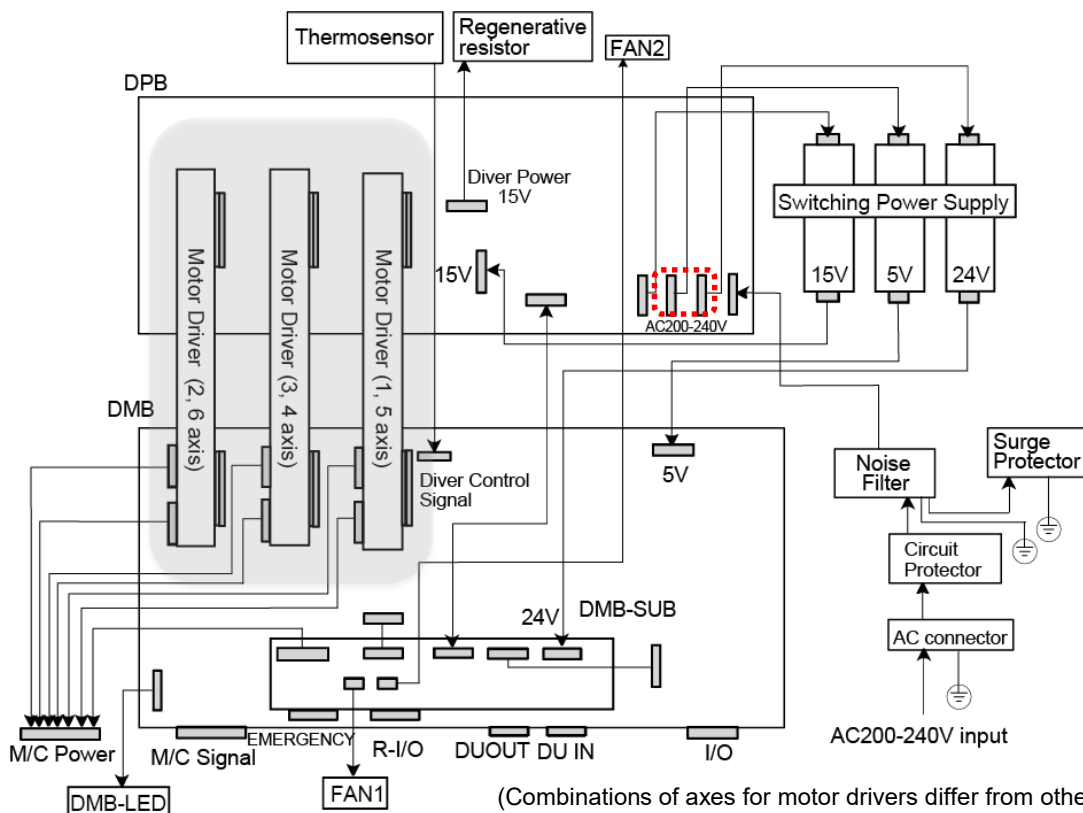 Thermosensor
Regenerative
resistor
FAN2
DPB
Diver Power
15V
Switching Power Supply
15V
5V
24V
15V
AC200-240V
Motor Driver (2, 6 axis)
Motor Driver (3, 4 axis)
Motor Driver (1, 5 axis)
DMB
Diver Control
Signal
5V
Noise
Filter
Surge
Protector
Circuit
Protector
24V
DMB-SUB
AC connector
M/C Power
M/C Signal
EMERGENCY
R-I/O
DUOUT
DU IN
I/O
AC200-240V input
DMB-LED
FAN1
(Combinations of axes for motor drivers differ from othe